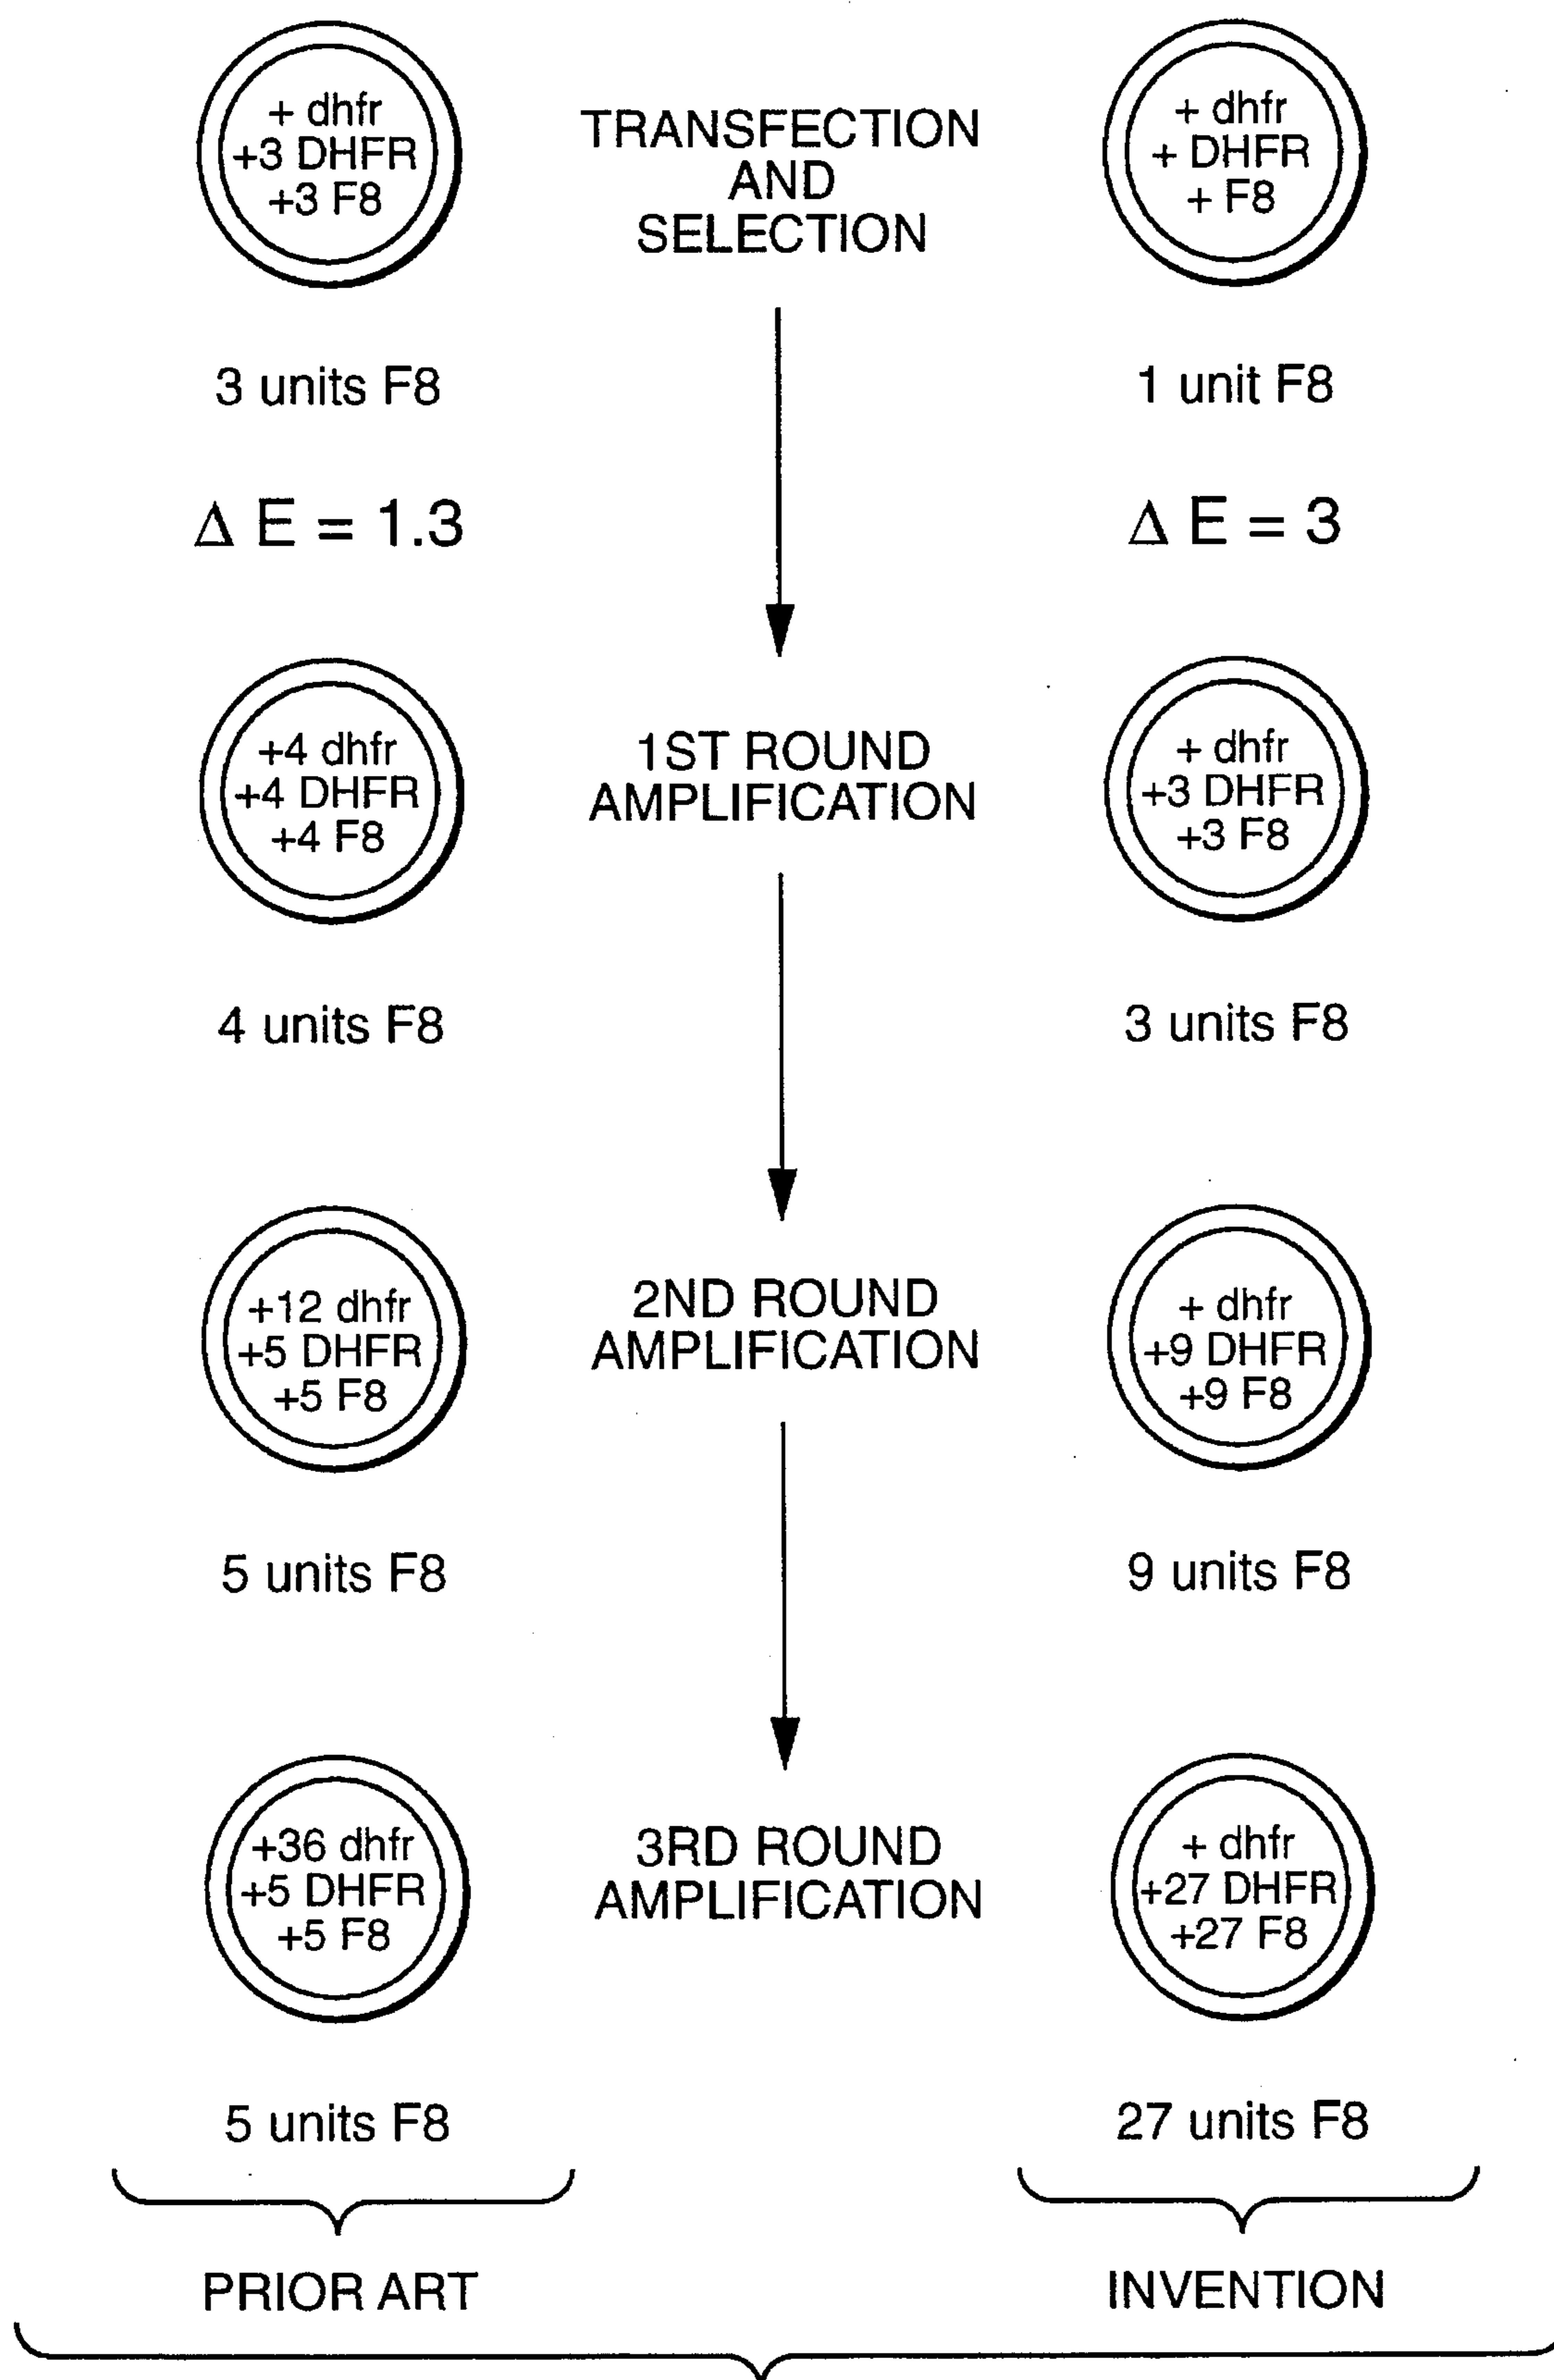 + dhfr
+3 DHFR
+3 F8
TRANSFECTION
AND
SELECTION
+ dhfr
+ DHFR
+ F8
3 units F8
1 unit F8
Δ E = 1.3
Δ E = 3
+4 dhfr
+4 DHFR
+4 F8
1ST ROUND
AMPLIFICATION
+ dhfr
+3 DHFR
+3 F8
4 units F8
3 units F8
+12 dhfr
+5 DHFR
+5 F8
2ND ROUND
AMPLIFICATION
+ dhfr
+9 DHFR
+9 F8
5 units F8
9 units F8
+36 dhfr
+5 DHFR
+5 F8
3RD ROUND
AMPLIFICATION
+ dhfr
+27 DHFR
+27 F8
5 units F8
27 units F8
PRIOR ART
INVENTION